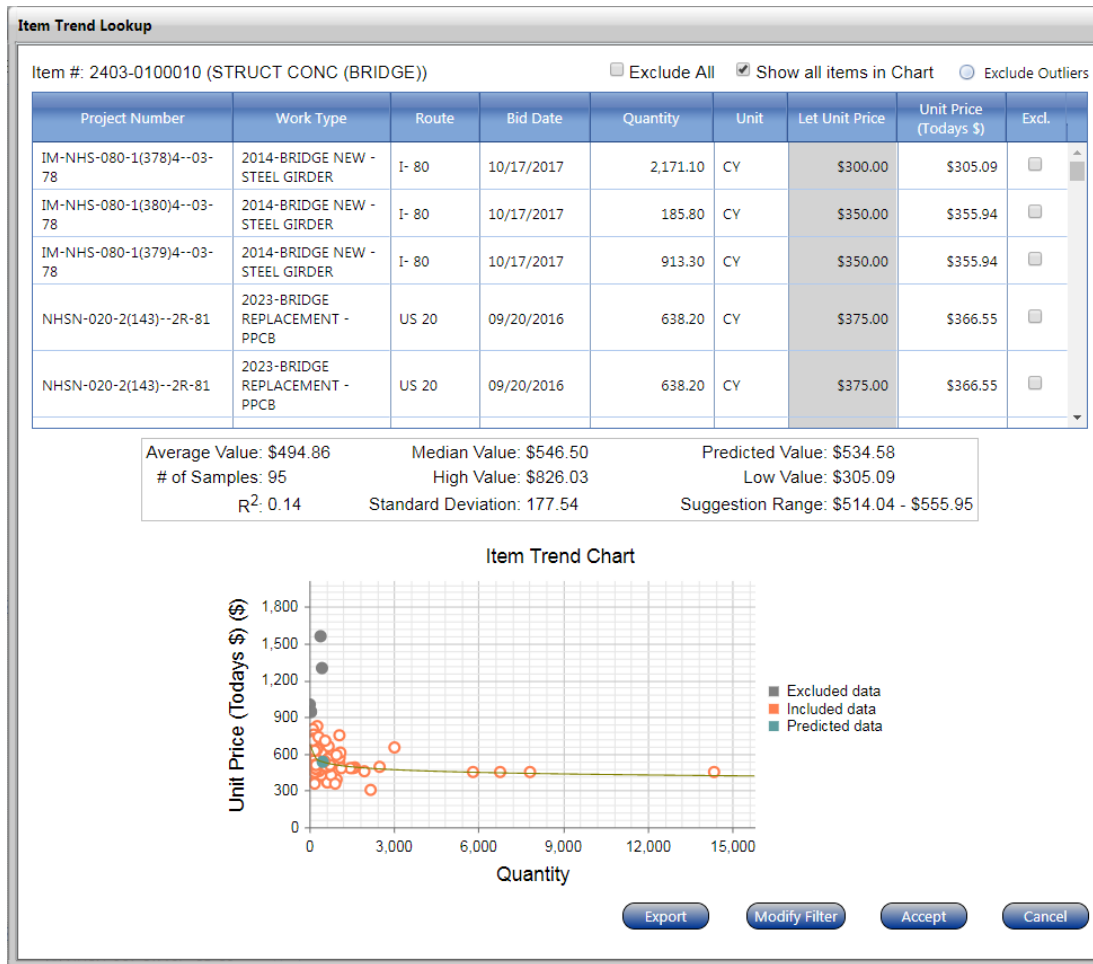 Item Trend Lookup
Item #: 2403-0100010 (STRUCT CONC (BRIDGE)) Exclude All Show all items in Chart Exclude Outliers
Project Number Work Type Route Bid Date Quantity Unit Let Unit Price Unit Price (Todays $) Excl.
IM-NHS-080-1(378)4--03-78 2014-BRIDGE NEW - STEEL GIRDER I- 80 10/17/2017 2,171.10 CY $300.00 $305.09
IM-NHS-080-1(380)4--03-78 2014-BRIDGE NEW - STEEL GIRDER I- 80 10/17/2017 185.80 CY $350.00 $355.94
IM-NHS-080-1(379)4--03-78 2014-BRIDGE NEW - STEEL GIRDER I- 80 10/17/2017 913.30 CY $350.00 $355.94
NHSN-020-2(143)--2R-81 2023-BRIDGE REPLACEMENT - PPCB US 20 09/20/2016 638.20 CY $375.00 $366.55
NHSN-020-2(143)--2R-81 2023-BRIDGE REPLACEMENT - PPCB US 20 09/20/2016 638.20 CY $375.00 $366.55
Average Value: $494.86 Median Value: $546.50 Predicted Value: $534.58
# of Samples: 95 High Value: $826.03 Low Value: $305.09
R2: 0.14 Standard Deviation: 177.54 Suggestion Range: $514.04 - $555.95
Item Trend Chart
Unit Price (Todays $) ($)
1,800
1,500
1,200
900
600
300
0
0 3,000 6,000 9,000 12,000 15,000
Quantity
Excluded data
Included data
Predicted data
Export Modify Filter Accept Cancel